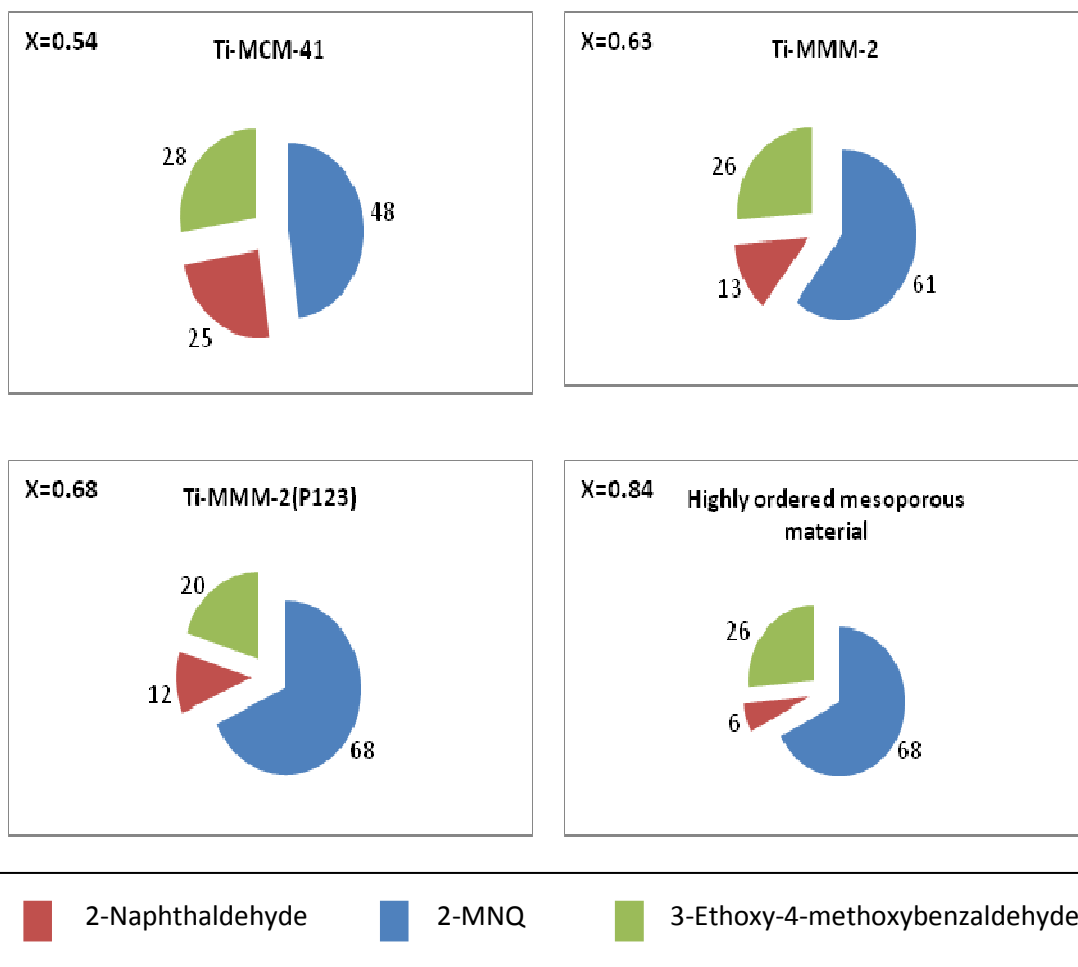 X=0.54
Ti-MCM-41
28
48
25
X=0.63
Ti-MMM-2
26
13
61
X=0.68
Ti-MMM-2(P123)
20
12
68
X=0.84
Highly ordered mesoporous
material
26
6
68
2-Naphthaldehyde
2-MNQ
3-Ethoxy-4-methoxybenzaldehyde